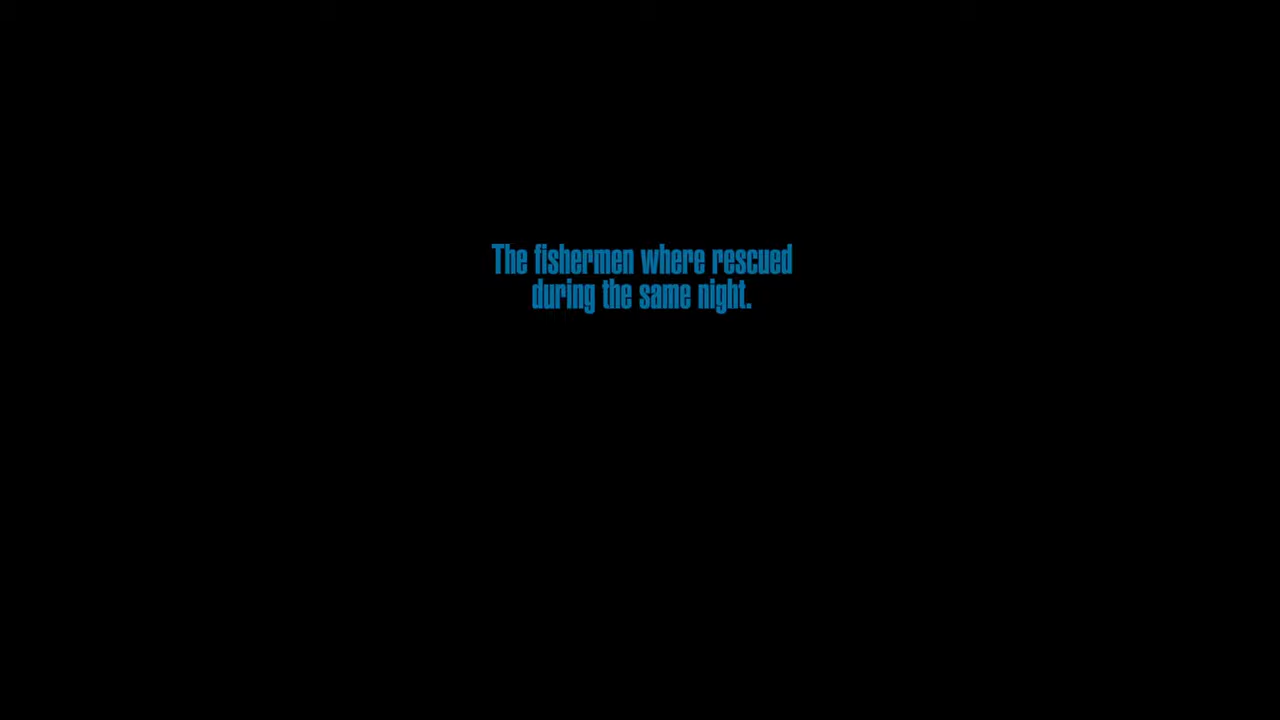 The fishermen where rescued
during the same night.